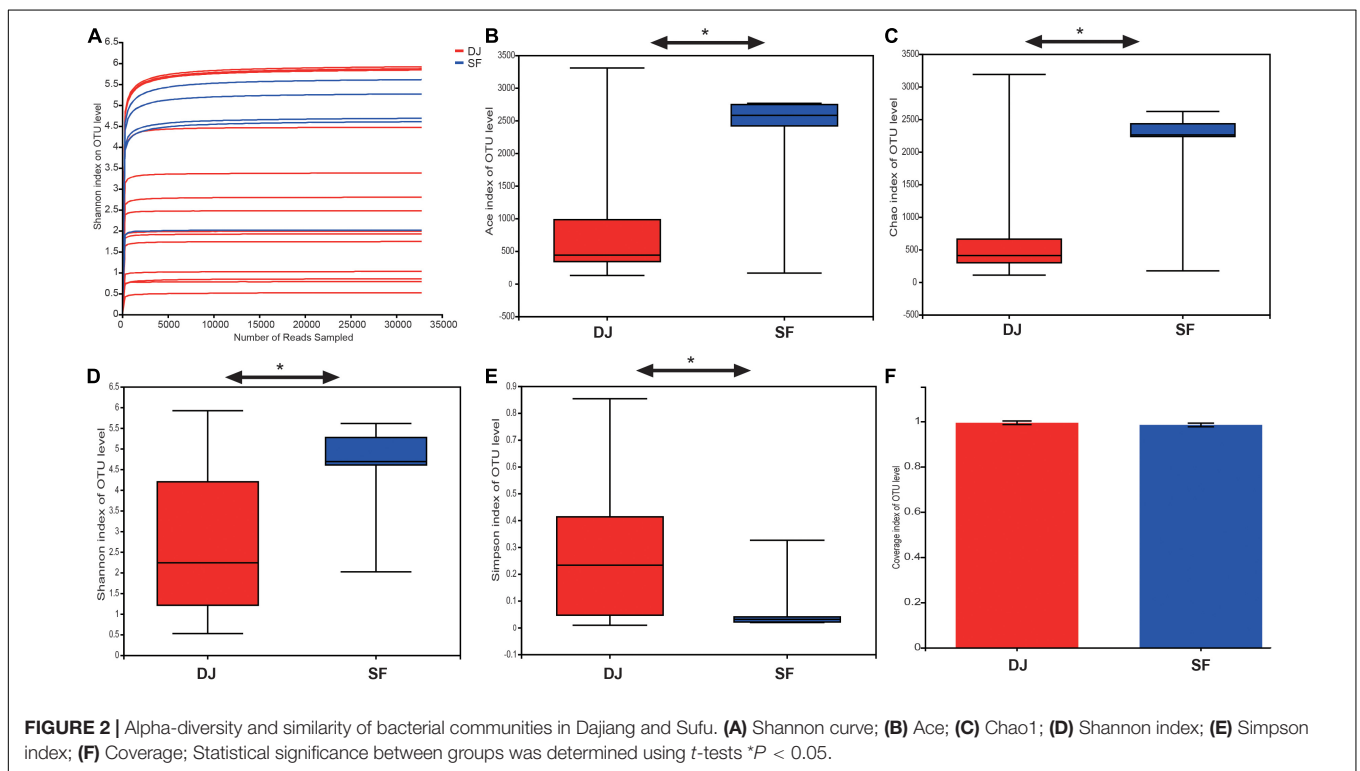 A
Shannon index on OTU level
6.5
6
5.5
5
4.5
4
3.5
3
2.5
2
1.5
1
0.5
0
0 5000 10000 15000 20000 25000 30000 35000
Number of Reads Sampled
DJ
SF
B
*
Ace index of OTU level
3500
3000
2500
2000
1500
1000
500
0
-500
DJ SF
C
*
Chao index of OTU level
3500
3000
2500
2000
1500
1000
500
0
-500
DJ SF
D
*
Shannon index of OTU level
6.5
6
5.5
5
4.5
4
3.5
3
2.5
2
1.5
1
0.5
0
DJ SF
E
*
Simpson index of OTU level
0.9
0.8
0.7
0.6
0.5
0.4
0.3
0.2
0.1
0
-0.1
DJ SF
F
Coverage index of OTU level
1
0.8
0.6
0.4
0.2
0
DJ SF
FIGURE 2 | Alpha-diversity and similarity of bacterial communities in Dajiang and Sufu. (A) Shannon curve; (B) Ace; (C) Chao1; (D) Shannon index; (E) Simpson
index; (F) Coverage; Statistical significance between groups was determined using t-tests *P < 0.05.